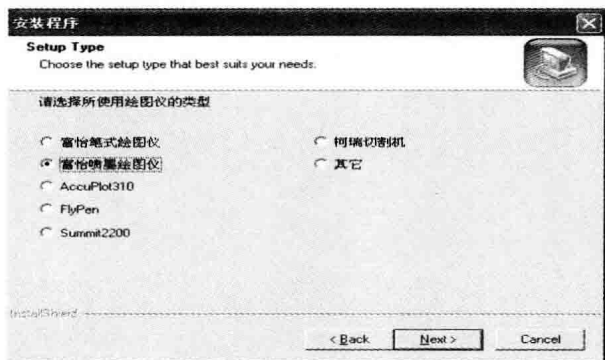 安装程序
Setup Type
Choose the setup type that best suits your needs.
请选择所使用绘图仪的类型
富怡笔式绘图仪
富怡喷墨绘图仪
AccuPlot310
FlyPen
Summit2200
柯瑞切割机
其它
InstallShield
< Back
Next >
Cancel